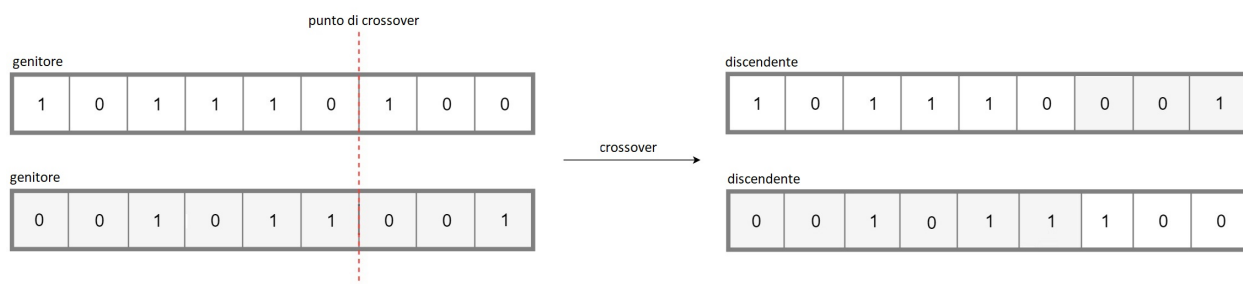 punto di crossover
genitore
1 0 1 1 1 0 1 0 0
genitore
0 0 1 0 1 1 0 0 1
crossover
discendente
1 0 1 1 1 0 0 0 1
discendente
0 0 1 0 1 1 1 0 0